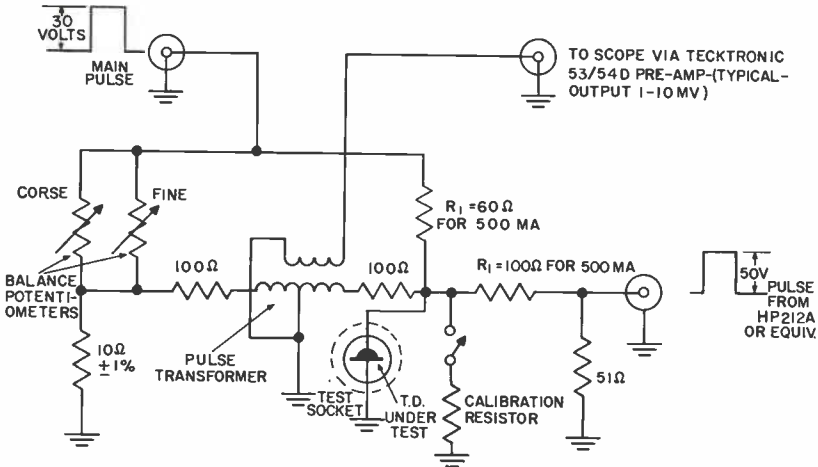 30
VOLTS
MAIN
PULSE
TO SCOPE VIA TECKTRONIC
53/54D PRE-AMP-(TYPICAL-
OUTPUT 1-10MV)
CORSE
FINE
R₁ = 60Ω
FOR 500 MA
BALANCE
POTENTI-
OMETERS
100Ω
100Ω
R₁=100Ω FOR 500MA
50V
PULSE
FROM
HP212A
OR EQUIV.
10Ω
±1%
PULSE
TRANSFORMER
TEST
SOCKET
T.D.
UNDER
TEST
CALIBRATION
RESISTOR
51Ω